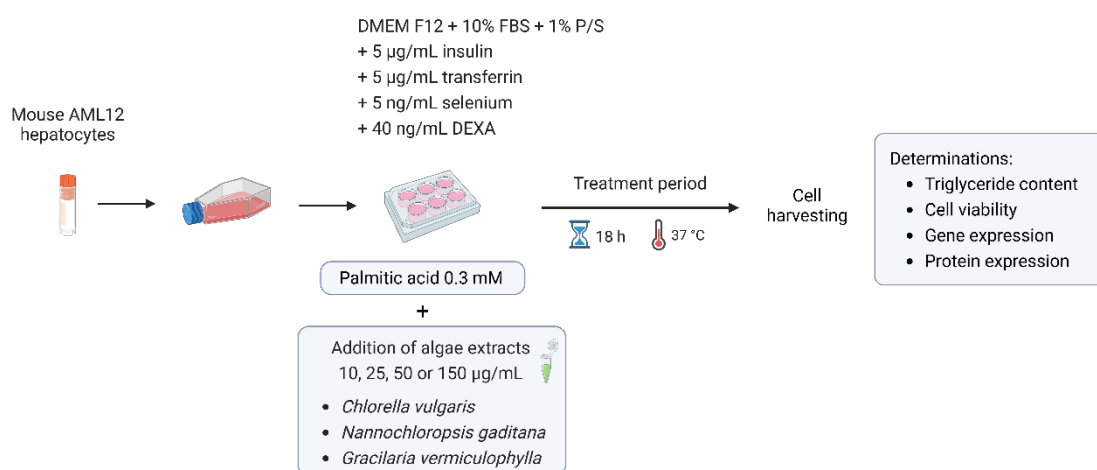 DMEM F12 + 10% FBS + 1% P/S
+ 5 µg/mL insulin
+ 5 µg/mL transferrin
+ 5 ng/mL selenium
+ 40 ng/mL DEXA
Mouse AML12
hepatocytes
Treatment period
18 h
37 °C
Cell
harvesting
Determinations:
• Triglyceride content
• Cell viability
• Gene expression
• Protein expression
Palmitic acid 0.3 mM
+
Addition of algae extracts
10, 25, 50 or 150 µg/mL
• Chlorella vulgaris
• Nannochloropsis gaditana
• Gracilaria vermiculophylla